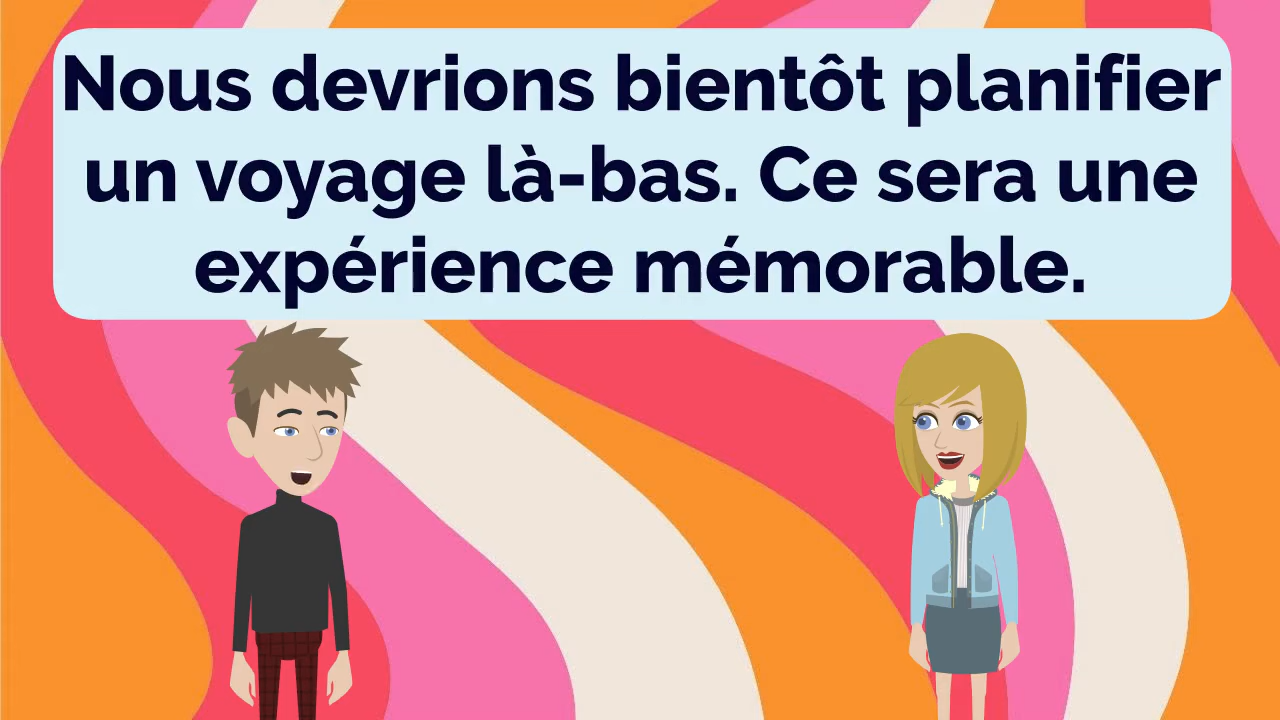 Nous devrions bientôt planifier
un voyage là-bas. Ce sera une
expérience mémorable.